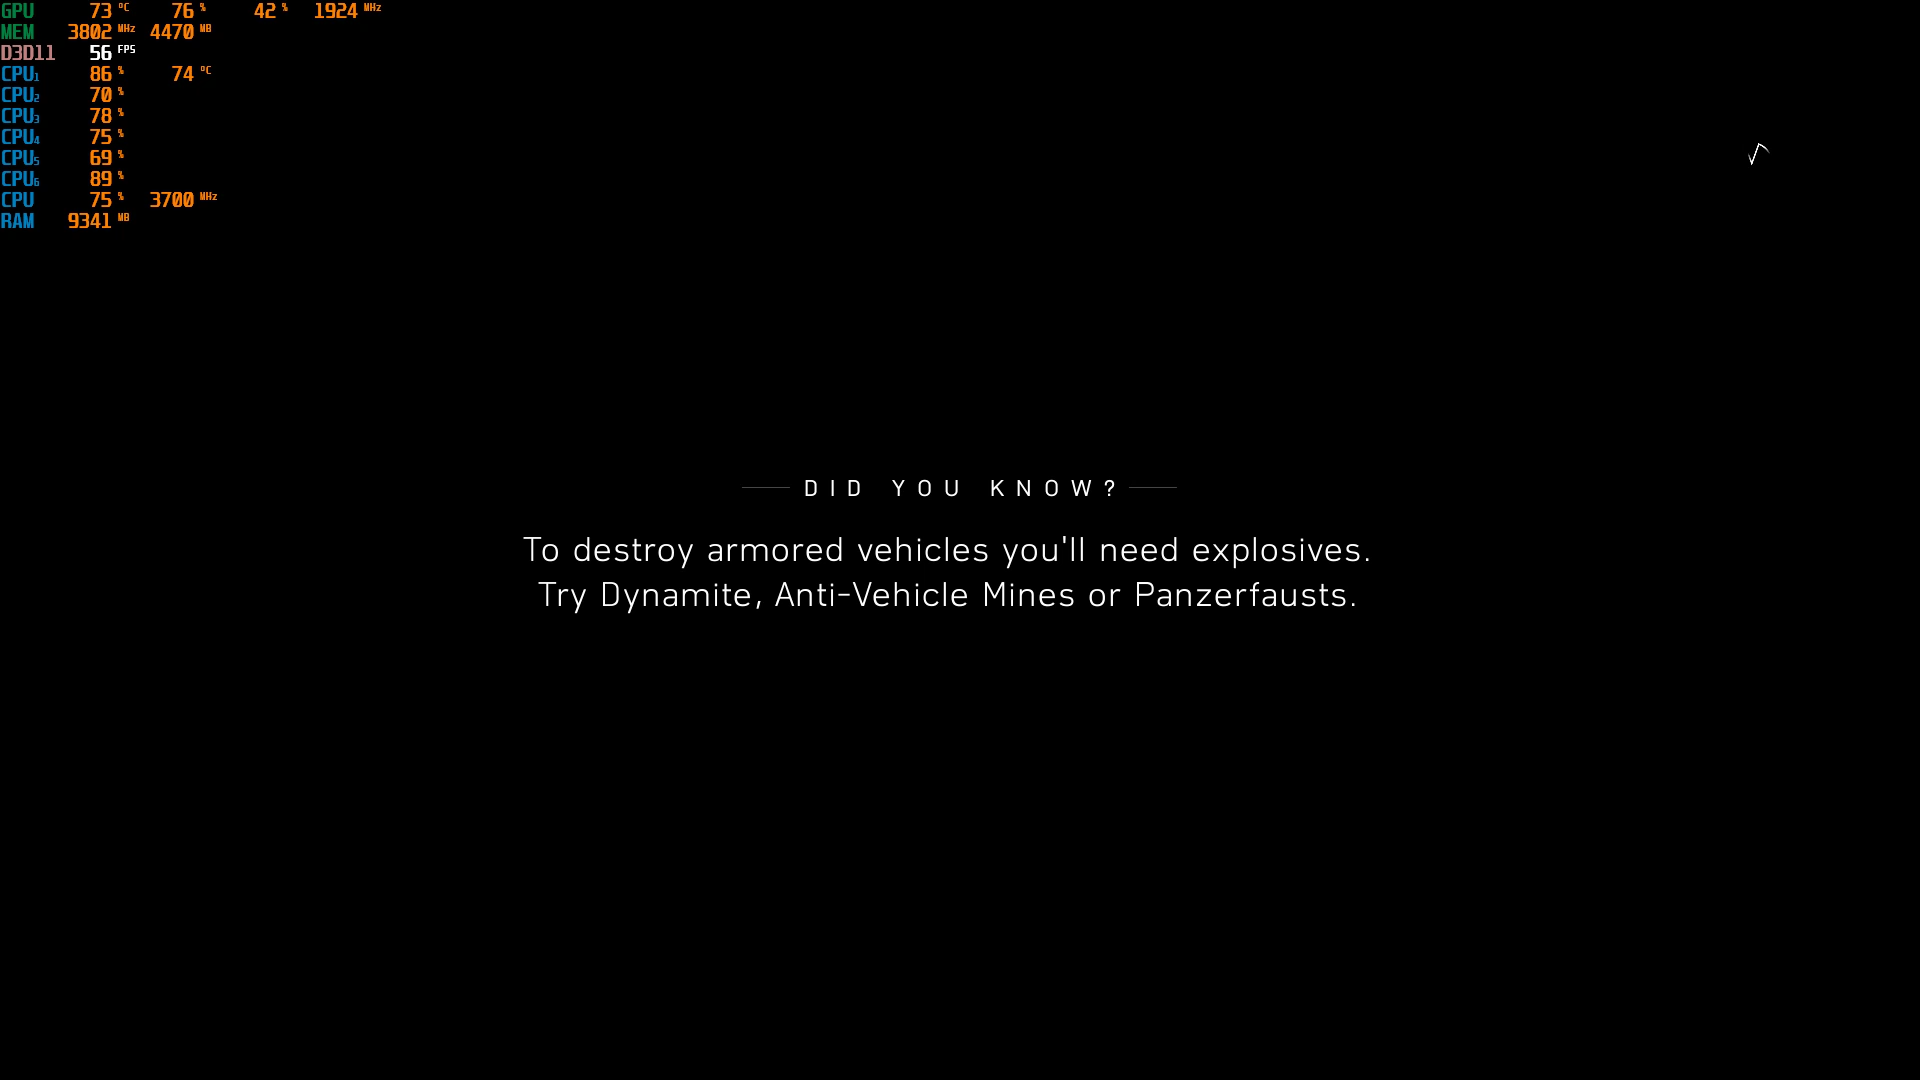 GPU 73 °C 76 % 42 % 1924 MHz
MEM 3802 MHz 4470 MB
D3D11 56 FPS
CPU1 86 % 74 °C
CPU2 70 %
CPU3 78 %
CPU4 75 %
CPU5 69 %
CPU6 89 %
CPU 75 % 3700 MHz
RAM 9341 MB
DID YOU KNOW?
To destroy armored vehicles you'll need explosives.
Try Dynamite, Anti-Vehicle Mines or Panzerfausts.